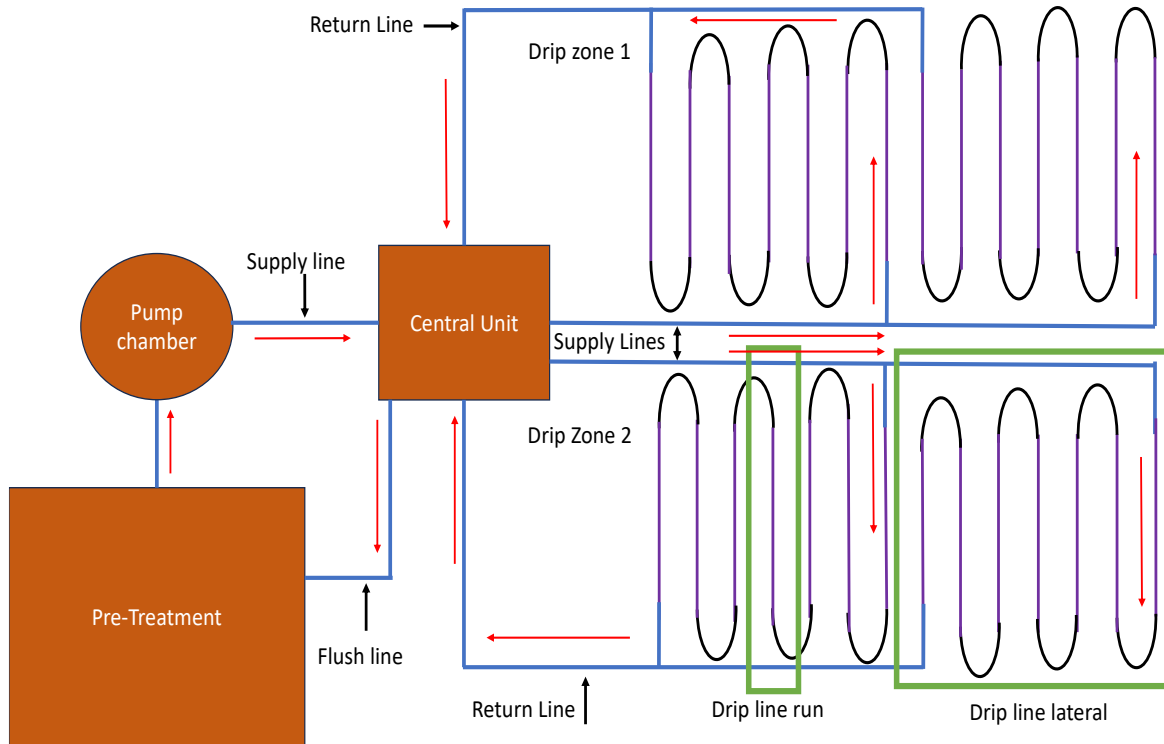 Return Line
Drip zone 1
Supply line
Pump
chamber
Central Unit
Supply Lines
Drip Zone 2
Pre-Treatment
Flush line
Return Line
Drip line run
Drip line lateral